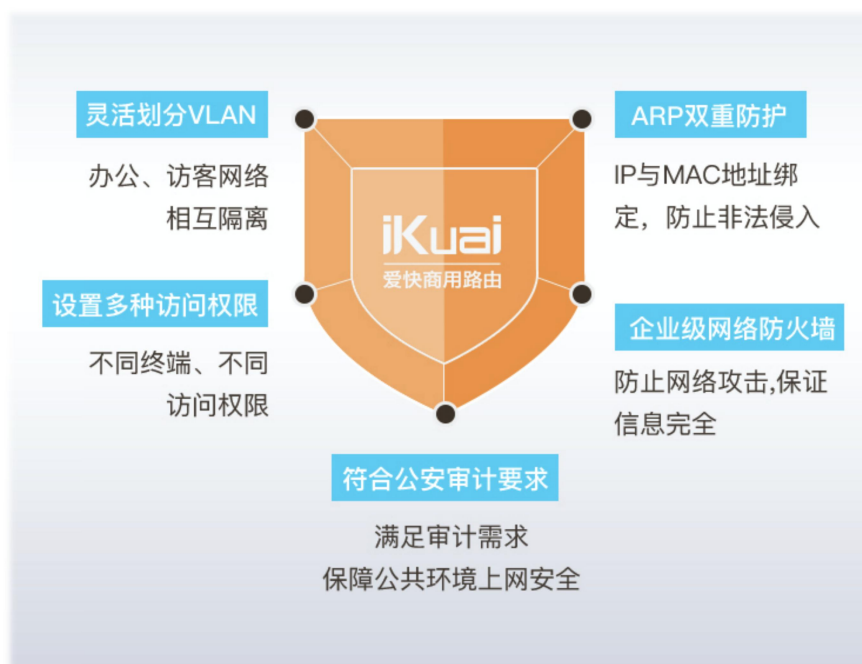 灵活划分VLAN
办公、访客网络
相互隔离
设置多种访问权限
不同终端、不同
访问权限
iKuai
爱快商用路由
ARP双重防护
IP与MAC地址绑
定，防止非法侵入
企业级网络防火墙
防止网络攻击,保证
信息完全
符合公安审计要求
满足审计需求
保障公共环境上网安全